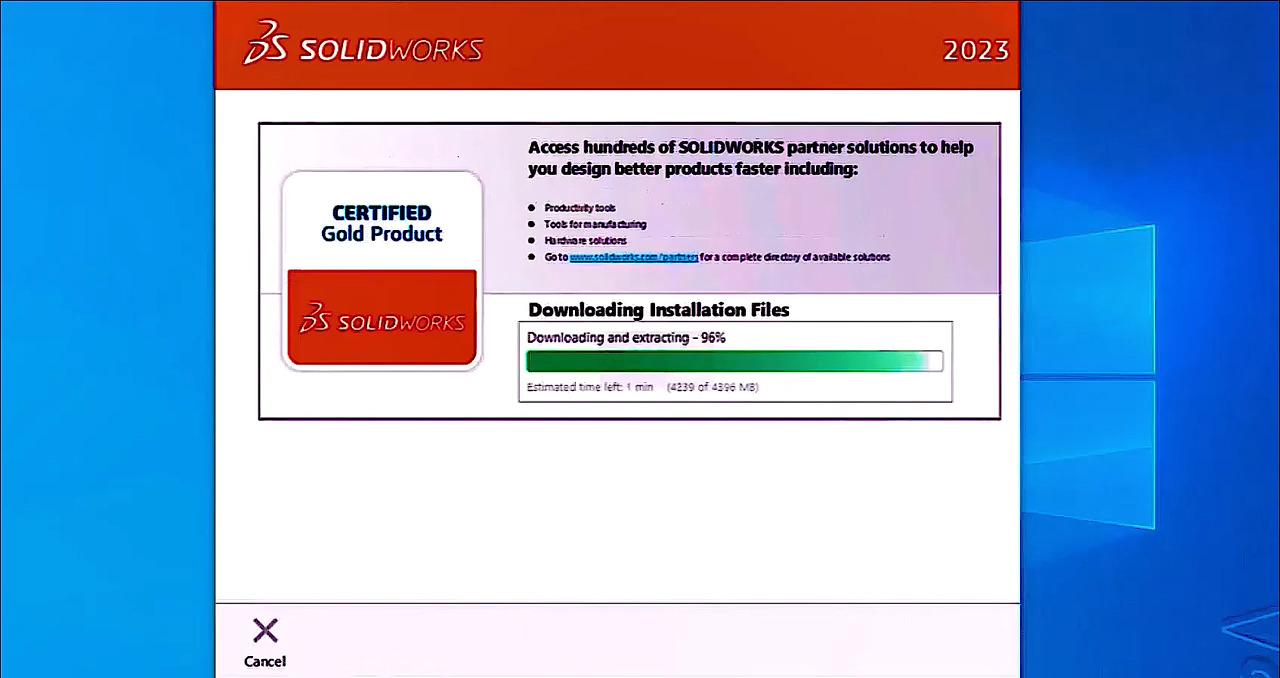 SOLIDWORKS
2023
Access hundreds of SOLIDWORKS partner solutions to help
you design better products faster including:
Productivity tools
Tools for manufacturing
Hardware solutions
Go to www.solidworks.com/partners for a complete directory of available solutions
CERTIFIED
Gold Product
SOLIDWORKS
Downloading Installation Files
Downloading and extracting - 96%
Estimated time left: 1 min (4239 of 4396 MB)
Cancel